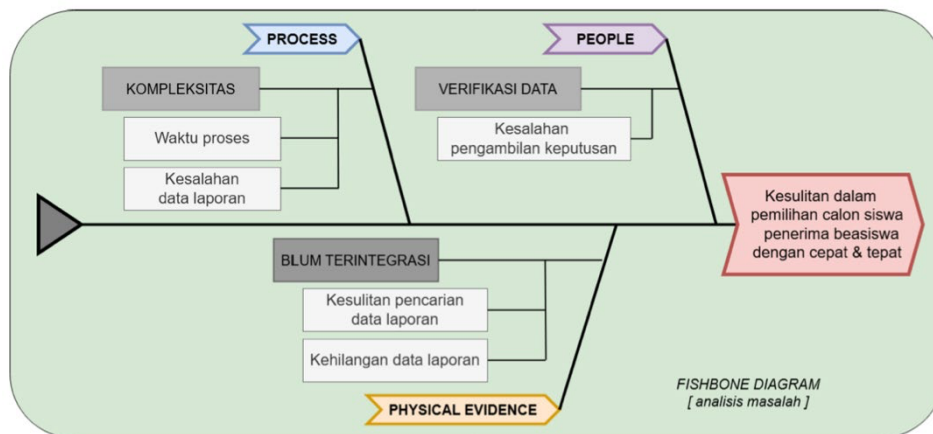 PROCESS
PEOPLE
KOMPLEKSITAS
Waktu proses
Kesalahan
data laporan
VERIFIKASI DATA
Kesalahan
pengambilan keputusan
Kesulitan dalam
pemilihan calon siswa
penerima beasiswa
dengan cepat & tepat
BLUM TERINTEGRASI
Kesulitan pencarian
data laporan
Kehilangan data laporan
PHYSICAL EVIDENCE
FISHBONE DIAGRAM
[ analisis masalah ]